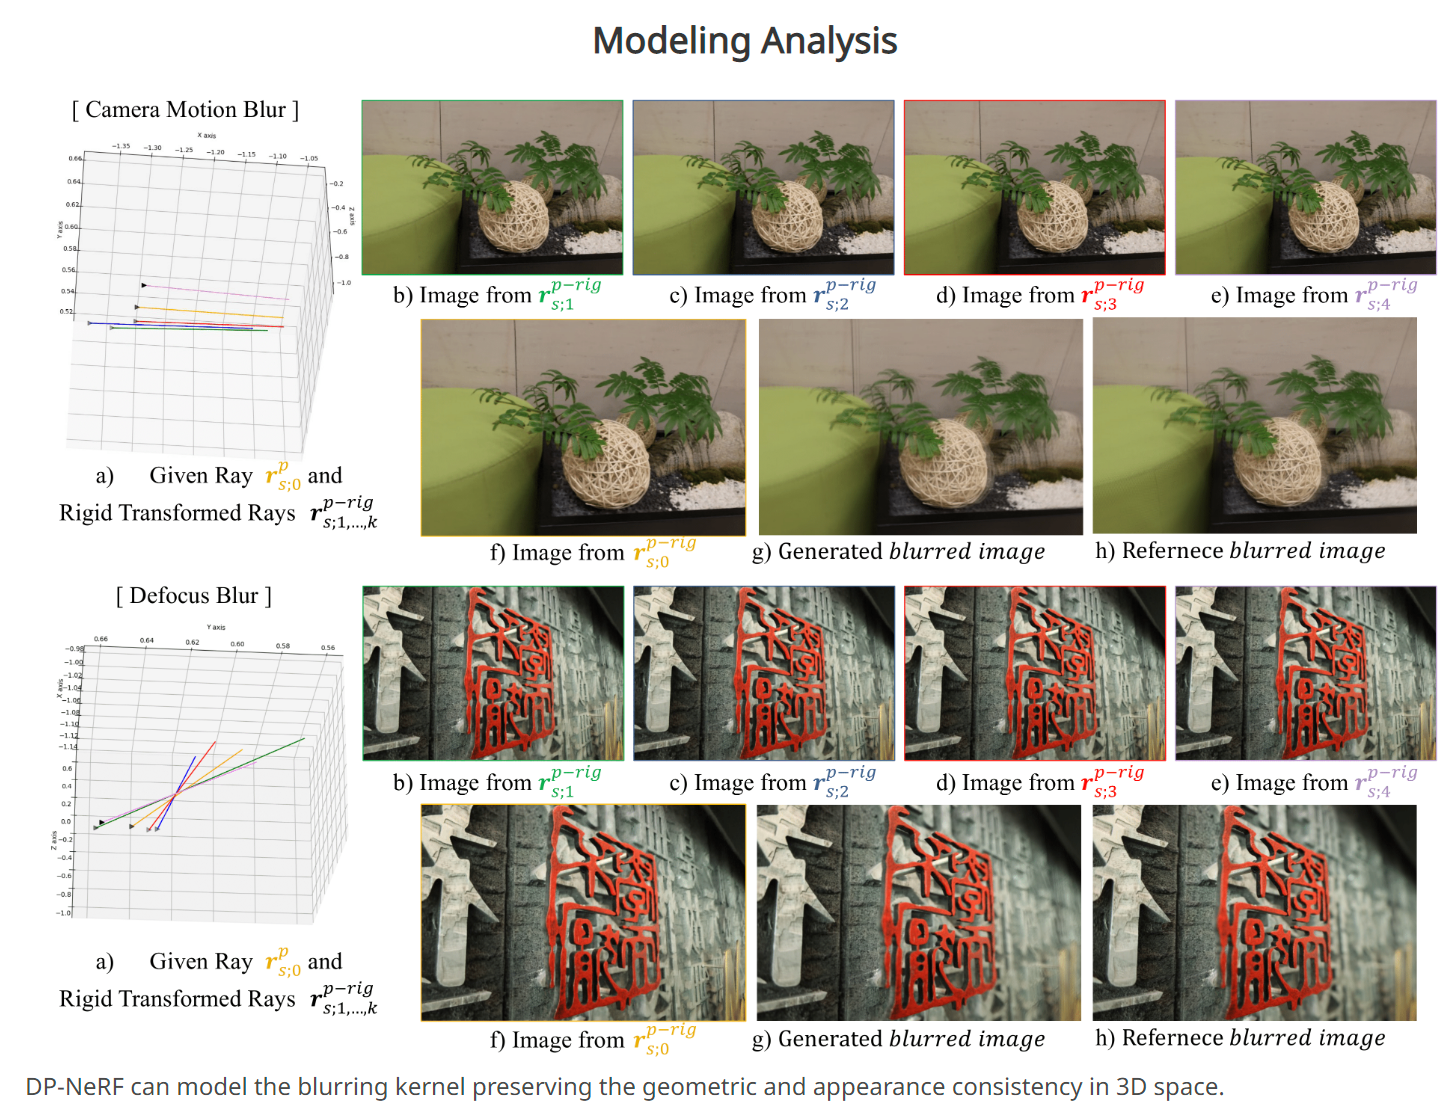 Modeling Analysis
[ Camera Motion Blur ]
X axis
−1.35 −1.30 −1.25 −1.20 −1.15 −1.10 −1.05
0.66
0.64
0.62
0.60
0.58
0.56
0.54
0.52
Y axis
−0.2
−0.4
−0.6
−0.8
−1.0
Z axis
b) Image from r^{p−rig}_{s;1}
c) Image from r^{p−rig}_{s;2}
d) Image from r^{p−rig}_{s;3}
e) Image from r^{p−rig}_{s;4}
a) Given Ray r^{p}_{s;0} and
Rigid Transformed Rays r^{p−rig}_{s;1,...,k}
f) Image from r^{p−rig}_{s;0}
g) Generated blurred image
h) Refernece blurred image
[ Defocus Blur ]
Y axis
0.66 0.64 0.62 0.60 0.58 0.56
−0.98
−1.00
−1.02
−1.04
−1.06
−1.08
−1.10
−1.12
−1.14
X axis
0.6
0.4
0.2
0.0
−0.2
−0.4
−0.6
−0.8
−1.0
Z axis
b) Image from r^{p−rig}_{s;1}
c) Image from r^{p−rig}_{s;2}
d) Image from r^{p−rig}_{s;3}
e) Image from r^{p−rig}_{s;4}
a) Given Ray r^{p}_{s;0} and
Rigid Transformed Rays r^{p−rig}_{s;1,...,k}
f) Image from r^{p−rig}_{s;0}
g) Generated blurred image
h) Refernece blurred image
DP-NeRF can model the blurring kernel preserving the geometric and appearance consistency in 3D space.